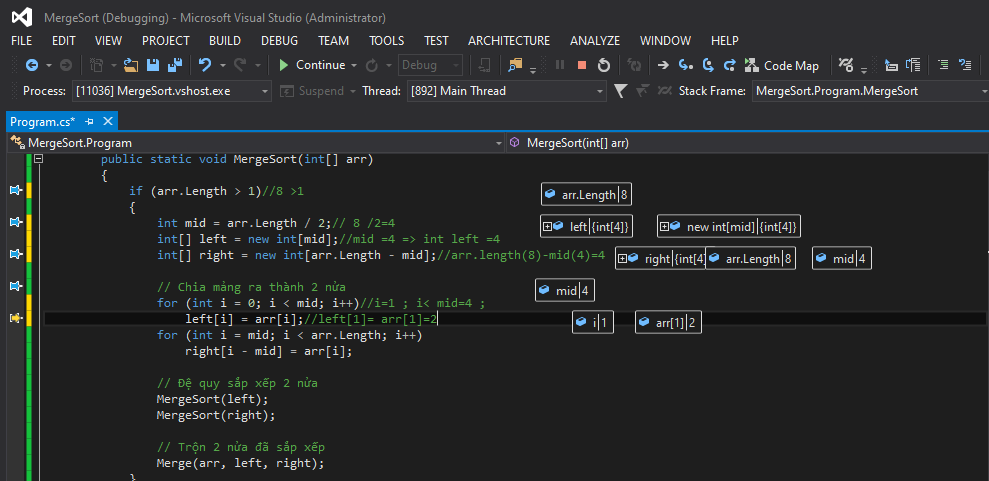 MergeSort (Debugging) - Microsoft Visual Studio (Administrator)
FILE EDIT VIEW PROJECT BUILD DEBUG TEAM TOOLS TEST ARCHITECTURE ANALYZE WINDOW HELP
Continue Debug Code Map
Process: [11036] MergeSort.vshost.exe Suspend Thread: [892] Main Thread Stack Frame: MergeSort.Program.MergeSort
Program.cs*
MergeSort.Program MergeSort(int[] arr)
public static void MergeSort(int[] arr)
{
if (arr.Length > 1)//8 >1 arr.Length 8
{
int mid = arr.Length / 2;// 8 /2=4 left {int[4]} new int[mid] {int[4]}
int[] left = new int[mid];//mid =4 => int left =4
int[] right = new int[arr.Length - mid];//arr.length(8)-mid(4)=4 right {int[4] arr.Length 8 mid 4
// Chia mảng ra thành 2 nửa mid 4
for (int i = 0; i < mid; i++)//i=1 ; i< mid=4 ;
left[i] = arr[i];//left[1]= arr[1]=2 i 1 arr[1] 2
for (int i = mid; i < arr.Length; i++)
right[i - mid] = arr[i];
// Đệ quy sắp xếp 2 nửa
MergeSort(left);
MergeSort(right);
// Trộn 2 nửa đã sắp xếp
Merge(arr, left, right);
}